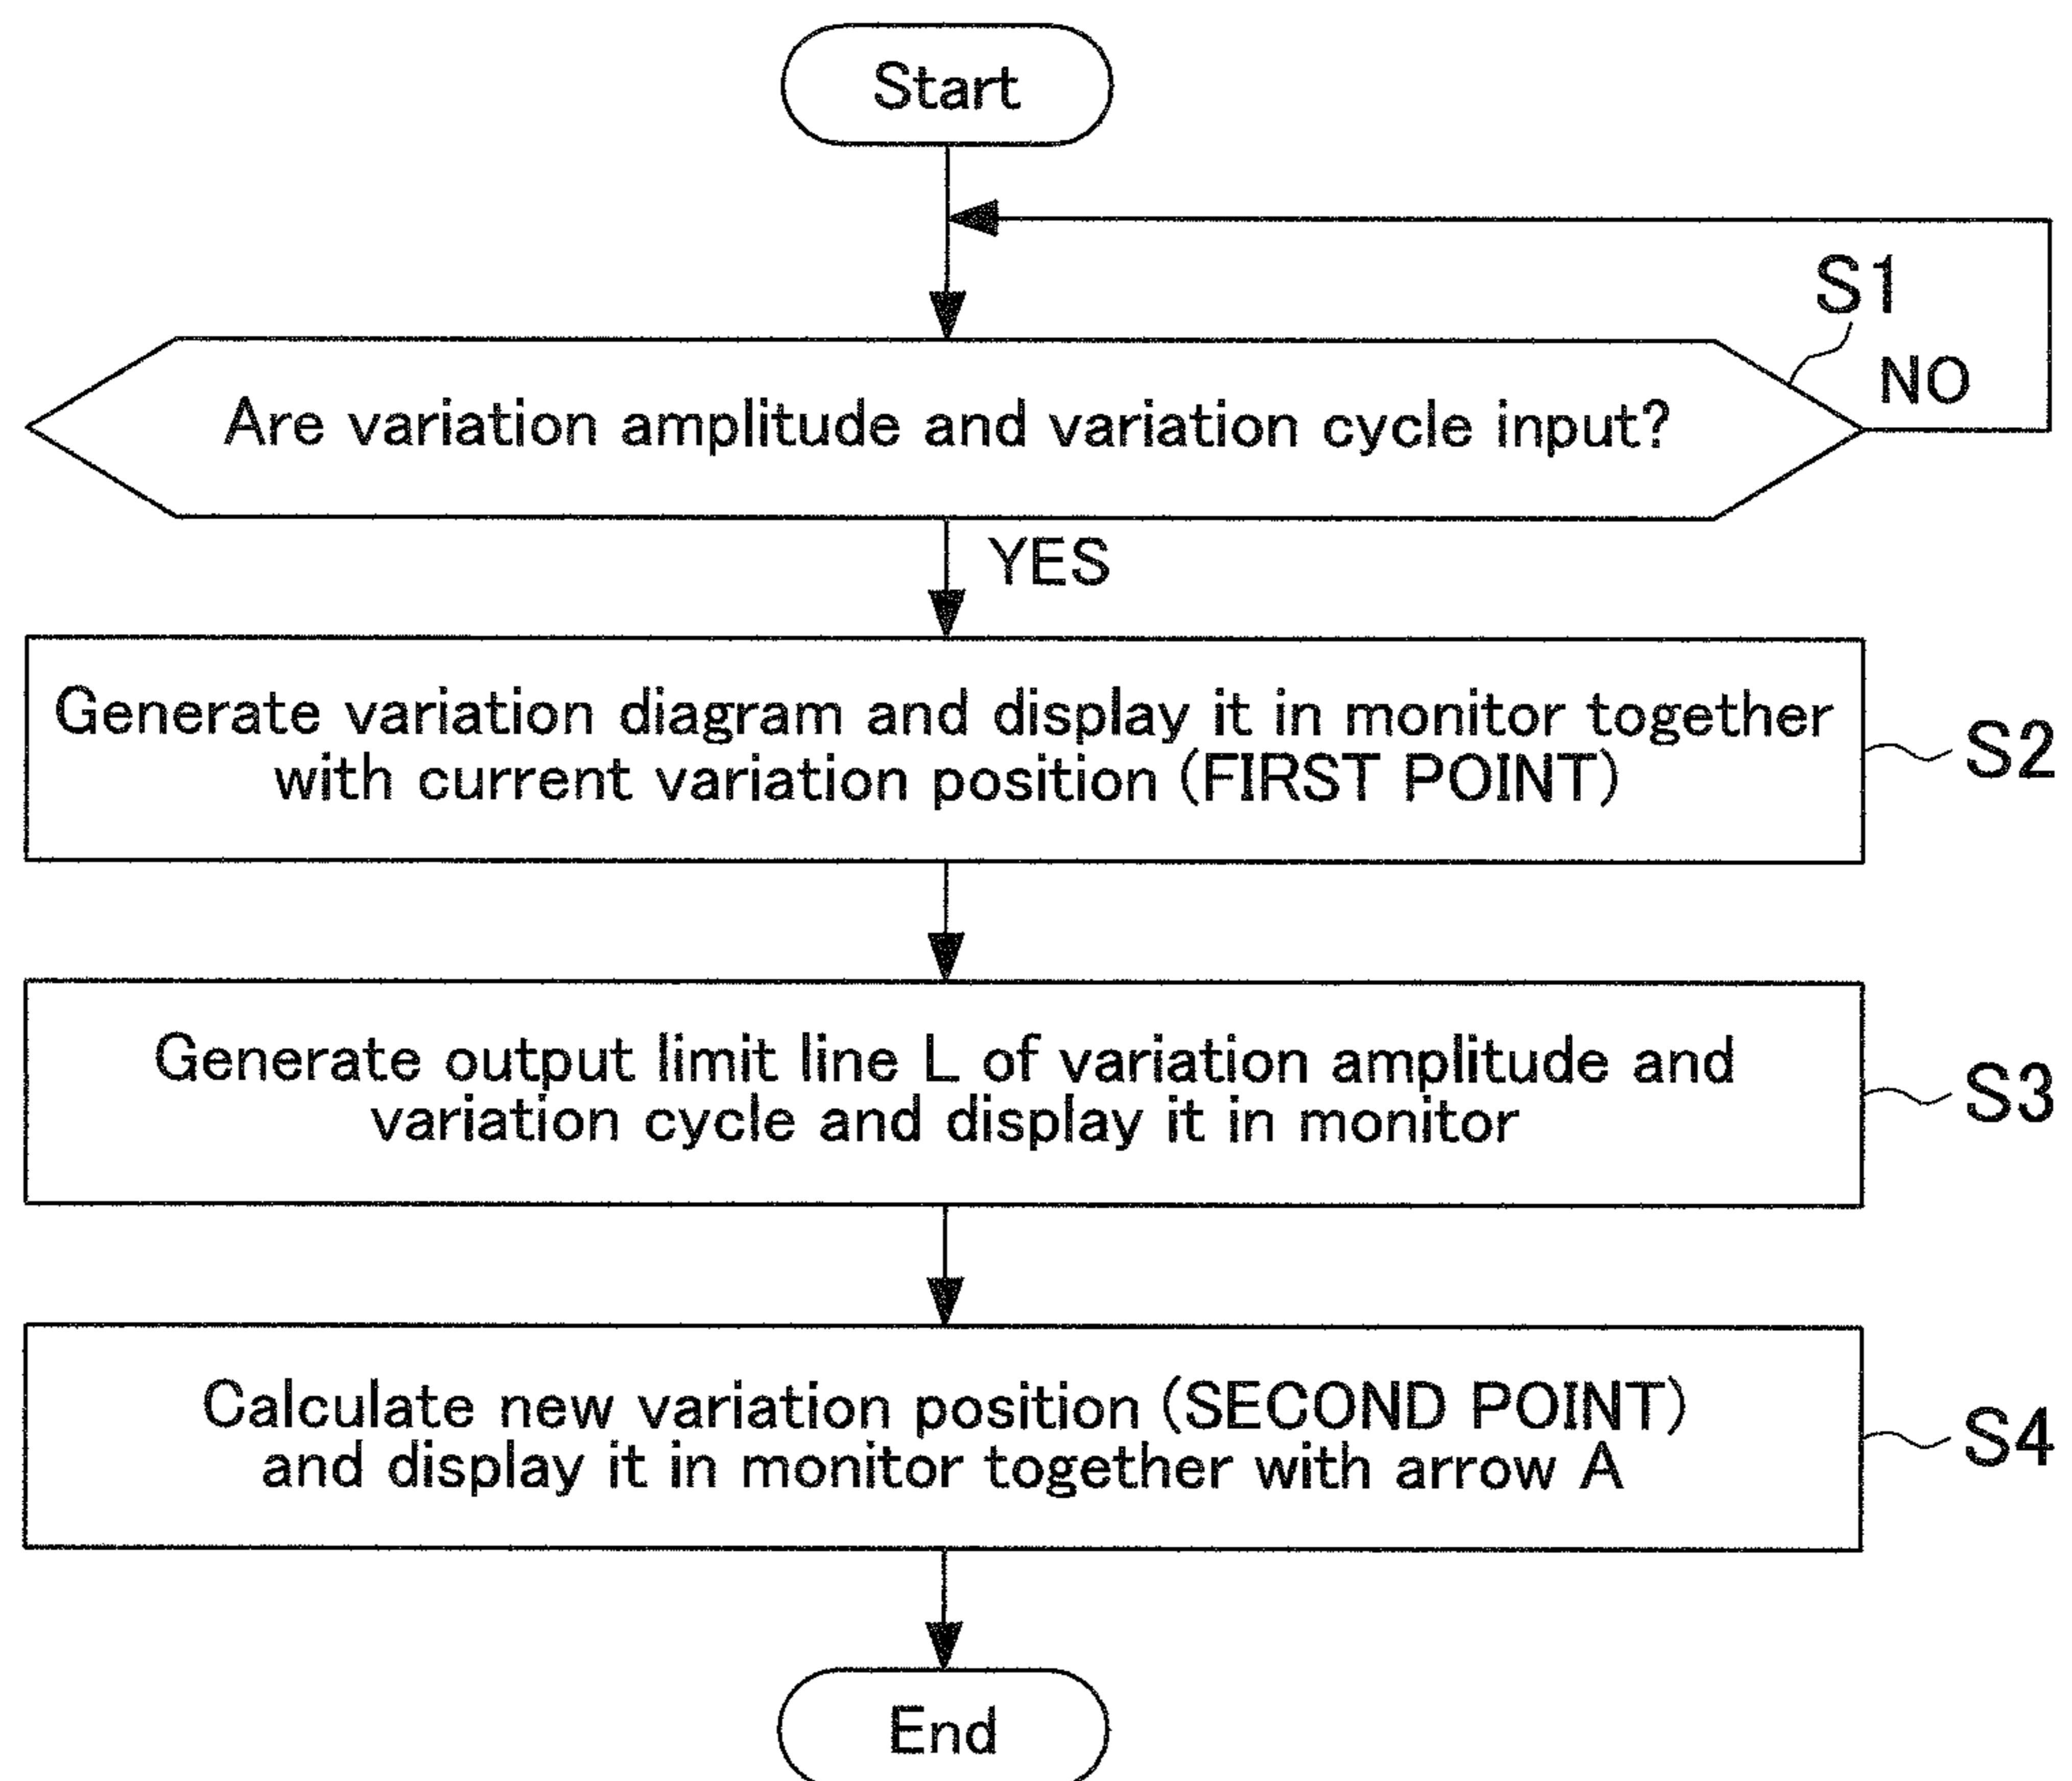 Start
S1
NO
Are variation amplitude and variation cycle input?
YES
Generate variation diagram and display it in monitor together
with current variation position (FIRST POINT)
S2
Generate output limit line L of variation amplitude and
variation cycle and display it in monitor
S3
Calculate new variation position (SECOND POINT)
and display it in monitor together with arrow A
S4
End